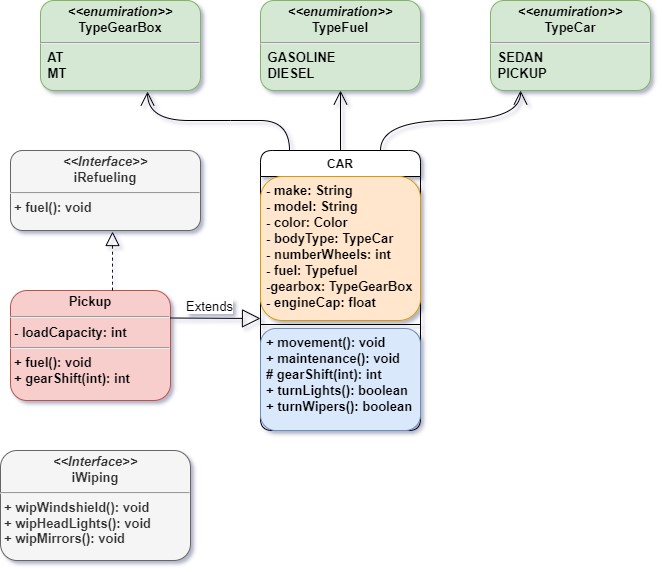 <<enumiration>>
TypeGearBox
AT
MT
<<enumiration>>
TypeFuel
GASOLINE
DIESEL
<<enumiration>>
TypeCar
SEDAN
PICKUP
<<Interface>>
iRefueling
+ fuel(): void
CAR
- make: String
- model: String
- color: Color
- bodyType: TypeCar
- numberWheels: int
- fuel: Typefuel
-gearbox: TypeGearBox
- engineCap: float
+ movement(): void
+ maintenance(): void
# gearShift(int): int
+ turnLights(): boolean
+ turnWipers(): boolean
Extends
Pickup
- loadCapacity: int
+ fuel(): void
+ gearShift(int): int
<<Interface>>
iWiping
+ wipWindshield(): void
+ wipHeadLights(): void
+ wipMirrors(): void